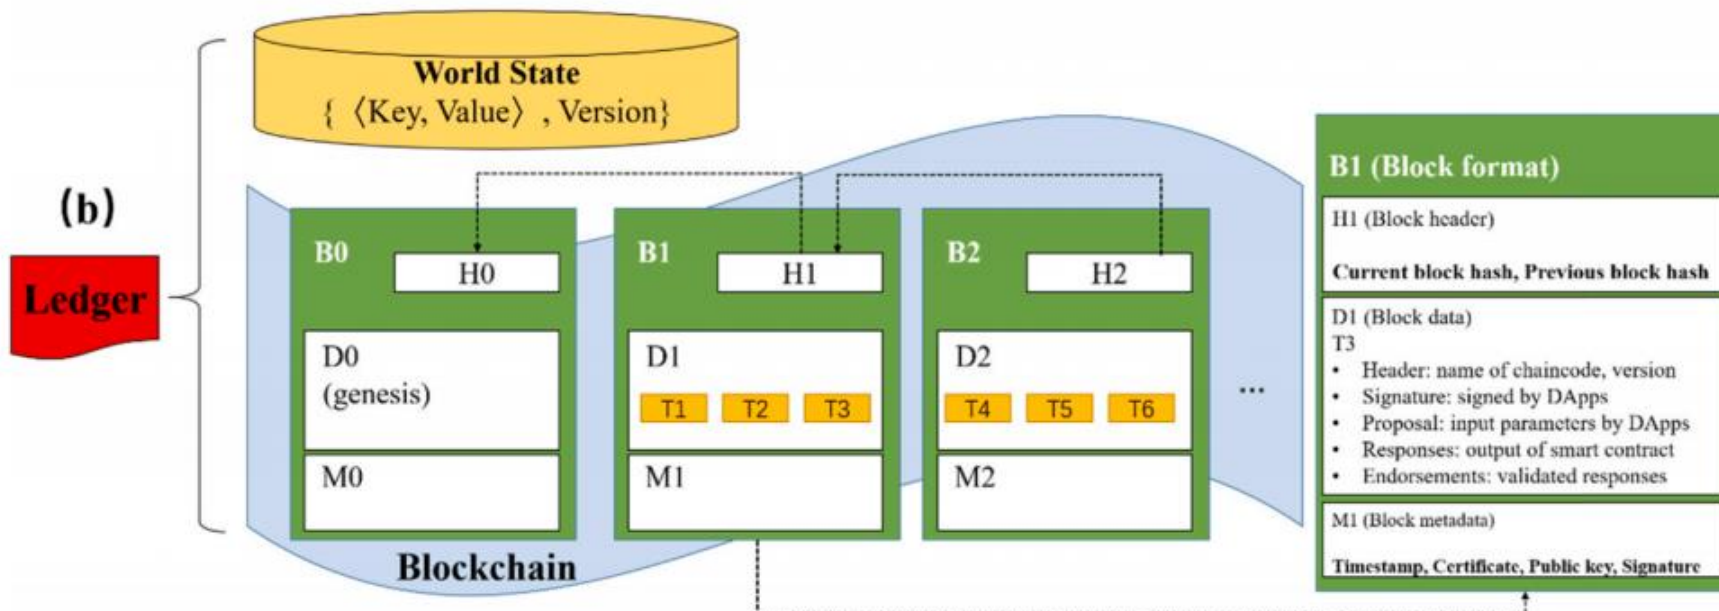 World State
{ 〈Key, Value〉 , Version}
(b)
Ledger
B0
H0
D0
(genesis)
M0
B1
H1
D1
T1 T2 T3
M1
B2
H2
D2
T4 T5 T6
M2
...
Blockchain
B1 (Block format)
H1 (Block header)
Current block hash, Previous block hash
D1 (Block data)
T3
• Header: name of chaincode, version
• Signature: signed by DApps
• Proposal: input parameters by DApps
• Responses: output of smart contract
• Endorsements: validated responses
M1 (Block metadata)
Timestamp, Certificate, Public key, Signature